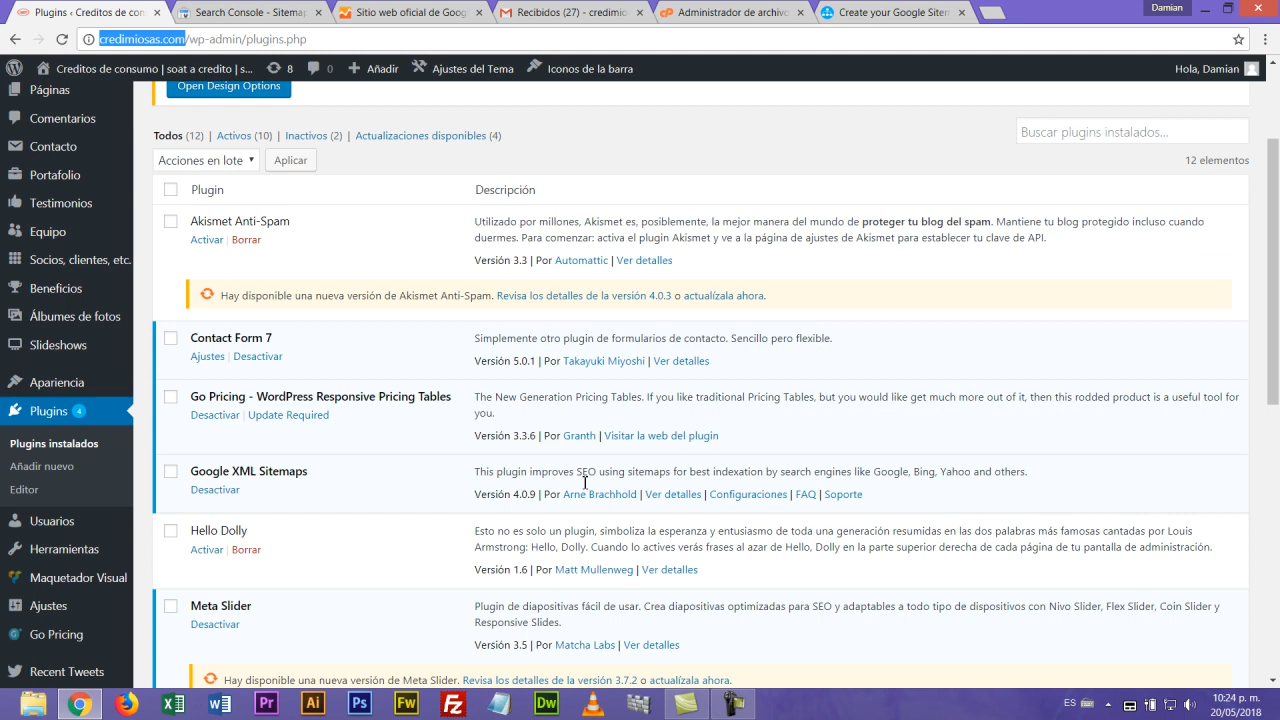 Plugins ‹ Créditos de con
Search Console - Sitemap
Sitio web oficial de Goog
Recibidos (27) - credimio
Administrador de archivo
Create your Google Sitem
Damian
credimiosas.com/wp-admin/plugins.php
Creditos de consumo | soat a credito | s...
8
0
Añadir
Ajustes del Tema
Iconos de la barra
Hola, Damian
Páginas
Comentarios
Contacto
Portafolio
Testimonios
Equipo
Socios, clientes, etc.
Beneficios
Álbumes de fotos
Slideshows
Apariencia
Plugins 4
Plugins instalados
Añadir nuevo
Editor
Usuarios
Herramientas
Maquetador Visual
Ajustes
Go Pricing
Recent Tweets
Open Design Options
Todos (12) | Activos (10) | Inactivos (2) | Actualizaciones disponibles (4)
Buscar plugins instalados...
Acciones en lote
Aplicar
12 elementos
Plugin
Descripción
Akismet Anti-Spam
Activar | Borrar
Utilizado por millones, Akismet es, posiblemente, la mejor manera del mundo de proteger tu blog del spam. Mantiene tu blog protegido incluso cuando
duermes. Para comenzar: activa el plugin Akismet y ve a la página de ajustes de Akismet para establecer tu clave de API.
Versión 3.3 | Por Automattic | Ver detalles
Hay disponible una nueva versión de Akismet Anti-Spam. Revisa los detalles de la versión 4.0.3 o actualízala ahora.
Contact Form 7
Ajustes | Desactivar
Simplemente otro plugin de formularios de contacto. Sencillo pero flexible.
Versión 5.0.1 | Por Takayuki Miyoshi | Ver detalles
Go Pricing - WordPress Responsive Pricing Tables
Desactivar | Update Required
The New Generation Pricing Tables. If you like traditional Pricing Tables, but you would like get much more out of it, then this rodded product is a useful tool for
you.
Versión 3.3.6 | Por Granth | Visitar la web del plugin
Google XML Sitemaps
Desactivar
This plugin improves SEO using sitemaps for best indexation by search engines like Google, Bing, Yahoo and others.
Versión 4.0.9 | Por Arne Brachhold | Ver detalles | Configuraciones | FAQ | Soporte
Hello Dolly
Activar | Borrar
Esto no es solo un plugin, simboliza la esperanza y entusiasmo de toda una generación resumidas en las dos palabras más famosas cantadas por Louis
Armstrong: Hello, Dolly. Cuando lo actives verás frases al azar de Hello, Dolly en la parte superior derecha de cada página de tu pantalla de administración.
Versión 1.6 | Por Matt Mullenweg | Ver detalles
Meta Slider
Desactivar
Plugin de diapositivas fácil de usar. Crea diapositivas optimizadas para SEO y adaptables a todo tipo de dispositivos con Nivo Slider, Flex Slider, Coin Slider y
Responsive Slides.
Versión 3.5 | Por Matcha Labs | Ver detalles
Hay disponible una nueva versión de Meta Slider. Revisa los detalles de la versión 3.7.2 o actualízala ahora.
Pr
Ai
Ps
Fw
Fz
Dw
ES
10:24 p. m.
20/05/2018